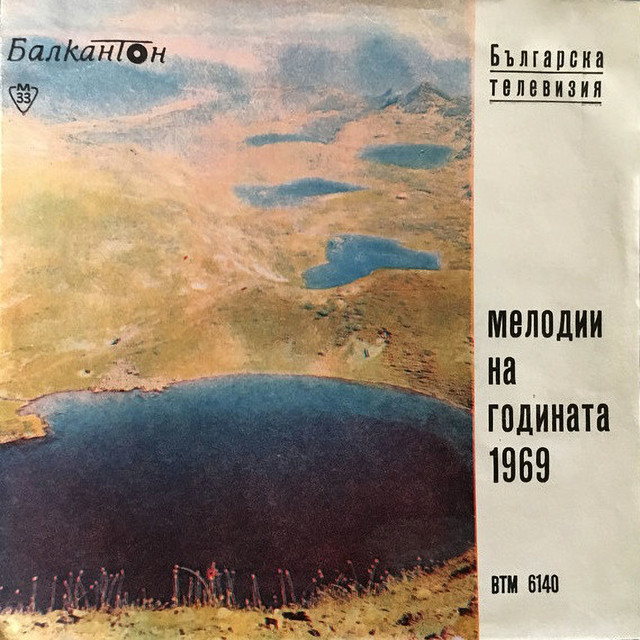 Балкантон
М
33
Българска
телевизия
мелодии
на
годината
1969
ВТМ 6140